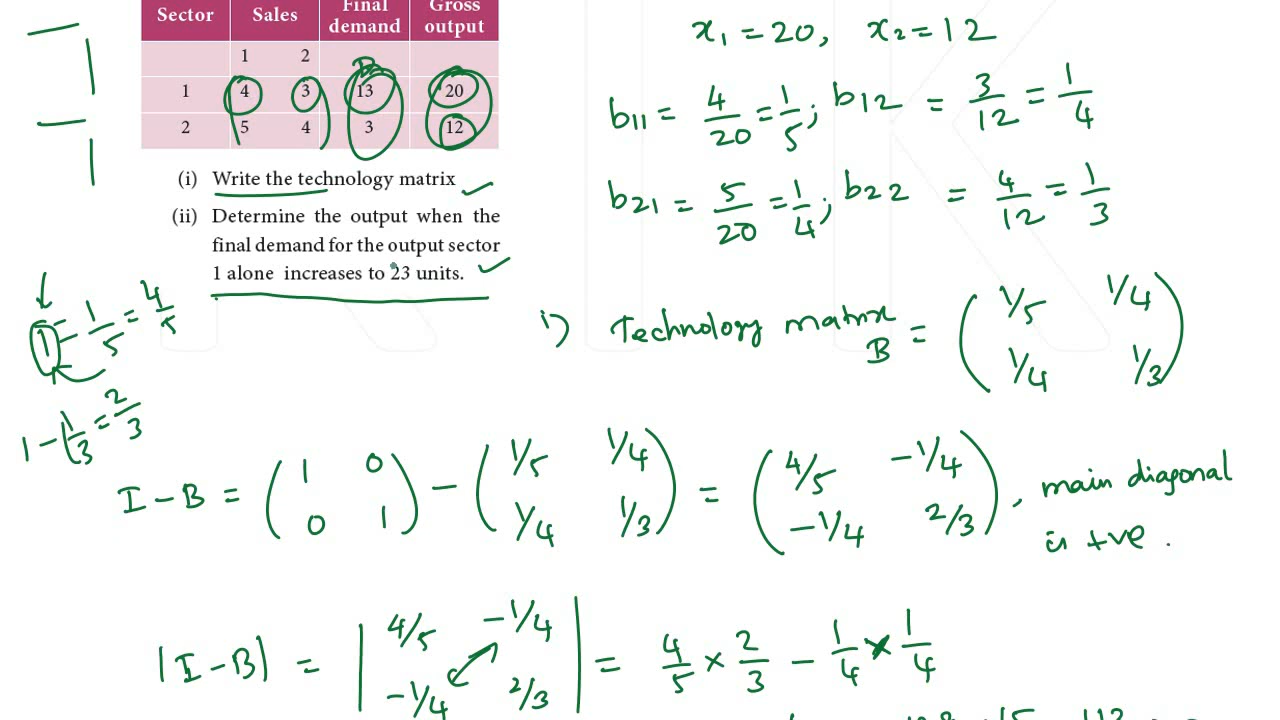 Sector Sales Final demand Gross output
1 2
1 4 3 13 20
2 5 4 3 12
(i) Write the technology matrix
(ii) Determine the output when the
final demand for the output sector
1 alone increases to 23 units.
x₁ = 20, x₂ = 12
b₁₁ = 4/20 = 1/5; b₁₂ = 3/12 = 1/4
b₂₁ = 5/20 = 1/4; b₂₂ = 4/12 = 1/3
1 - 1/5 = 4/5
1 - 1/3 = 2/3
i) Technology matrix B = (1/5 1/4
1/4 1/3)
I - B = (1 0
0 1) - (1/5 1/4
1/4 1/3) = (4/5 -1/4
-1/4 2/3), main diagonal
is +ve.
|I - B| = |4/5 -1/4
-1/4 2/3| = 4/5 × 2/3 - 1/4 × 1/4